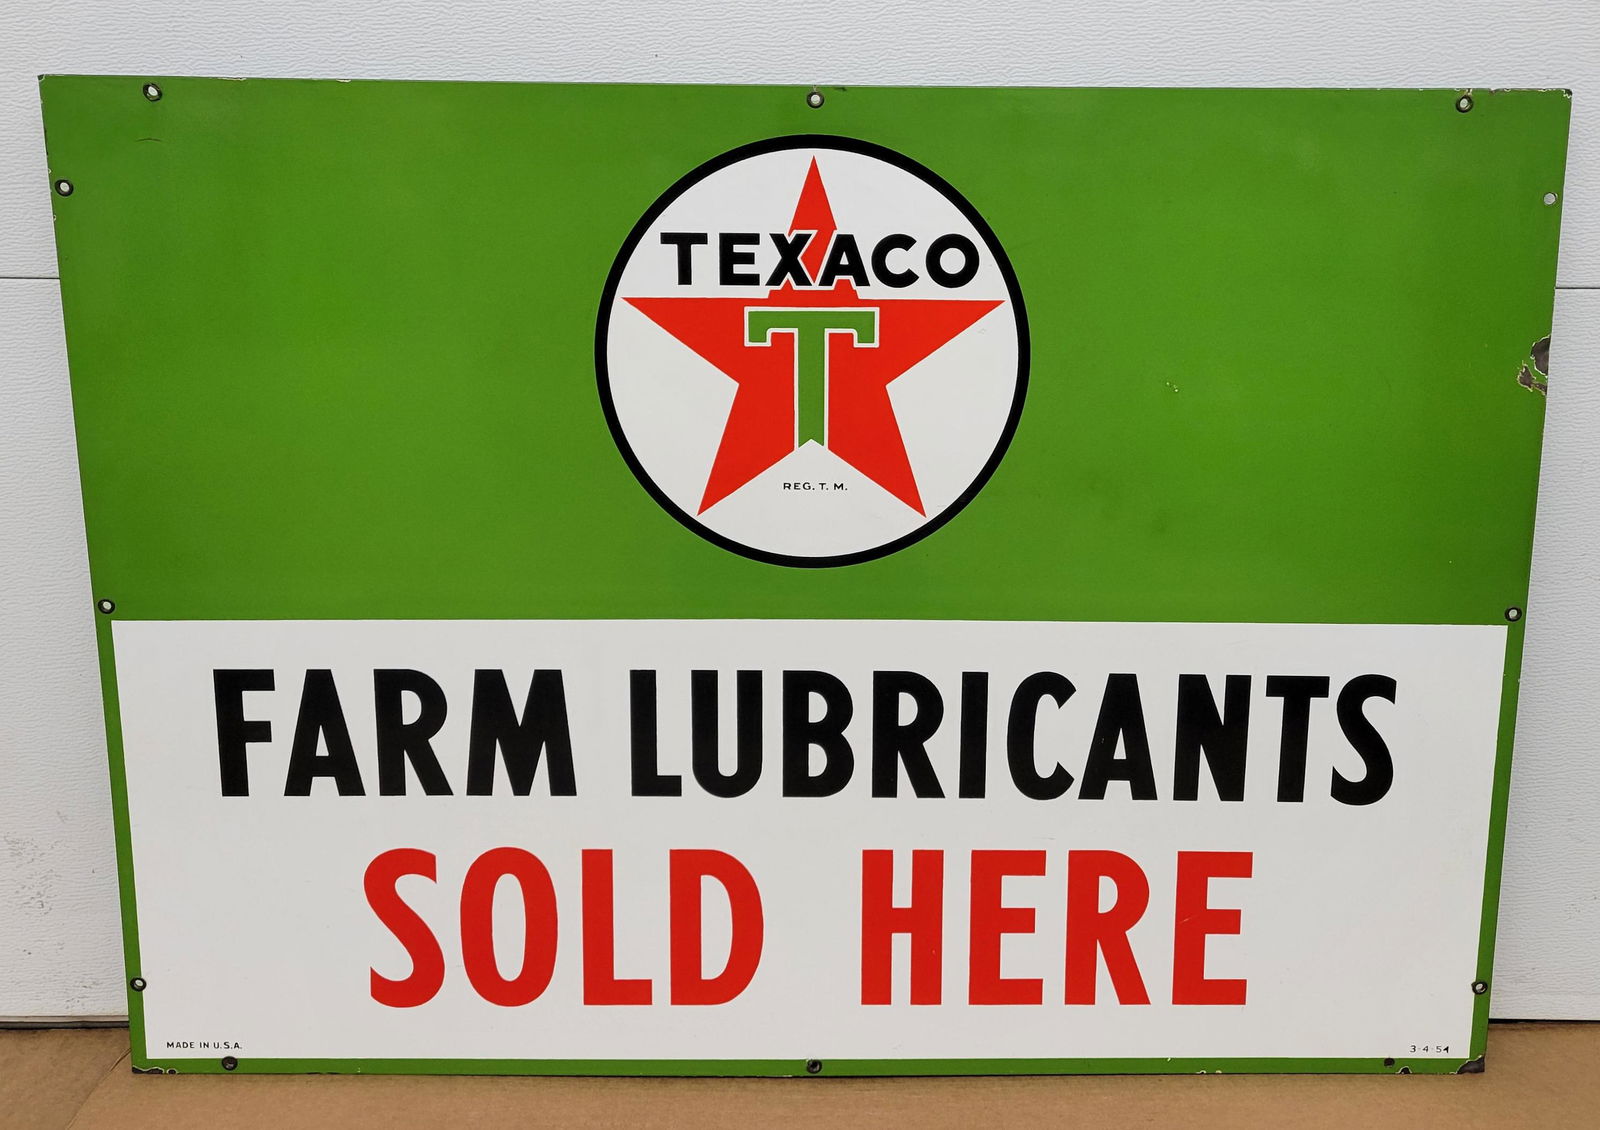 TEXACO
T
REG. T. M.
FARM LUBRICANTS
SOLD HERE
MADE IN U.S.A.
3-4-54